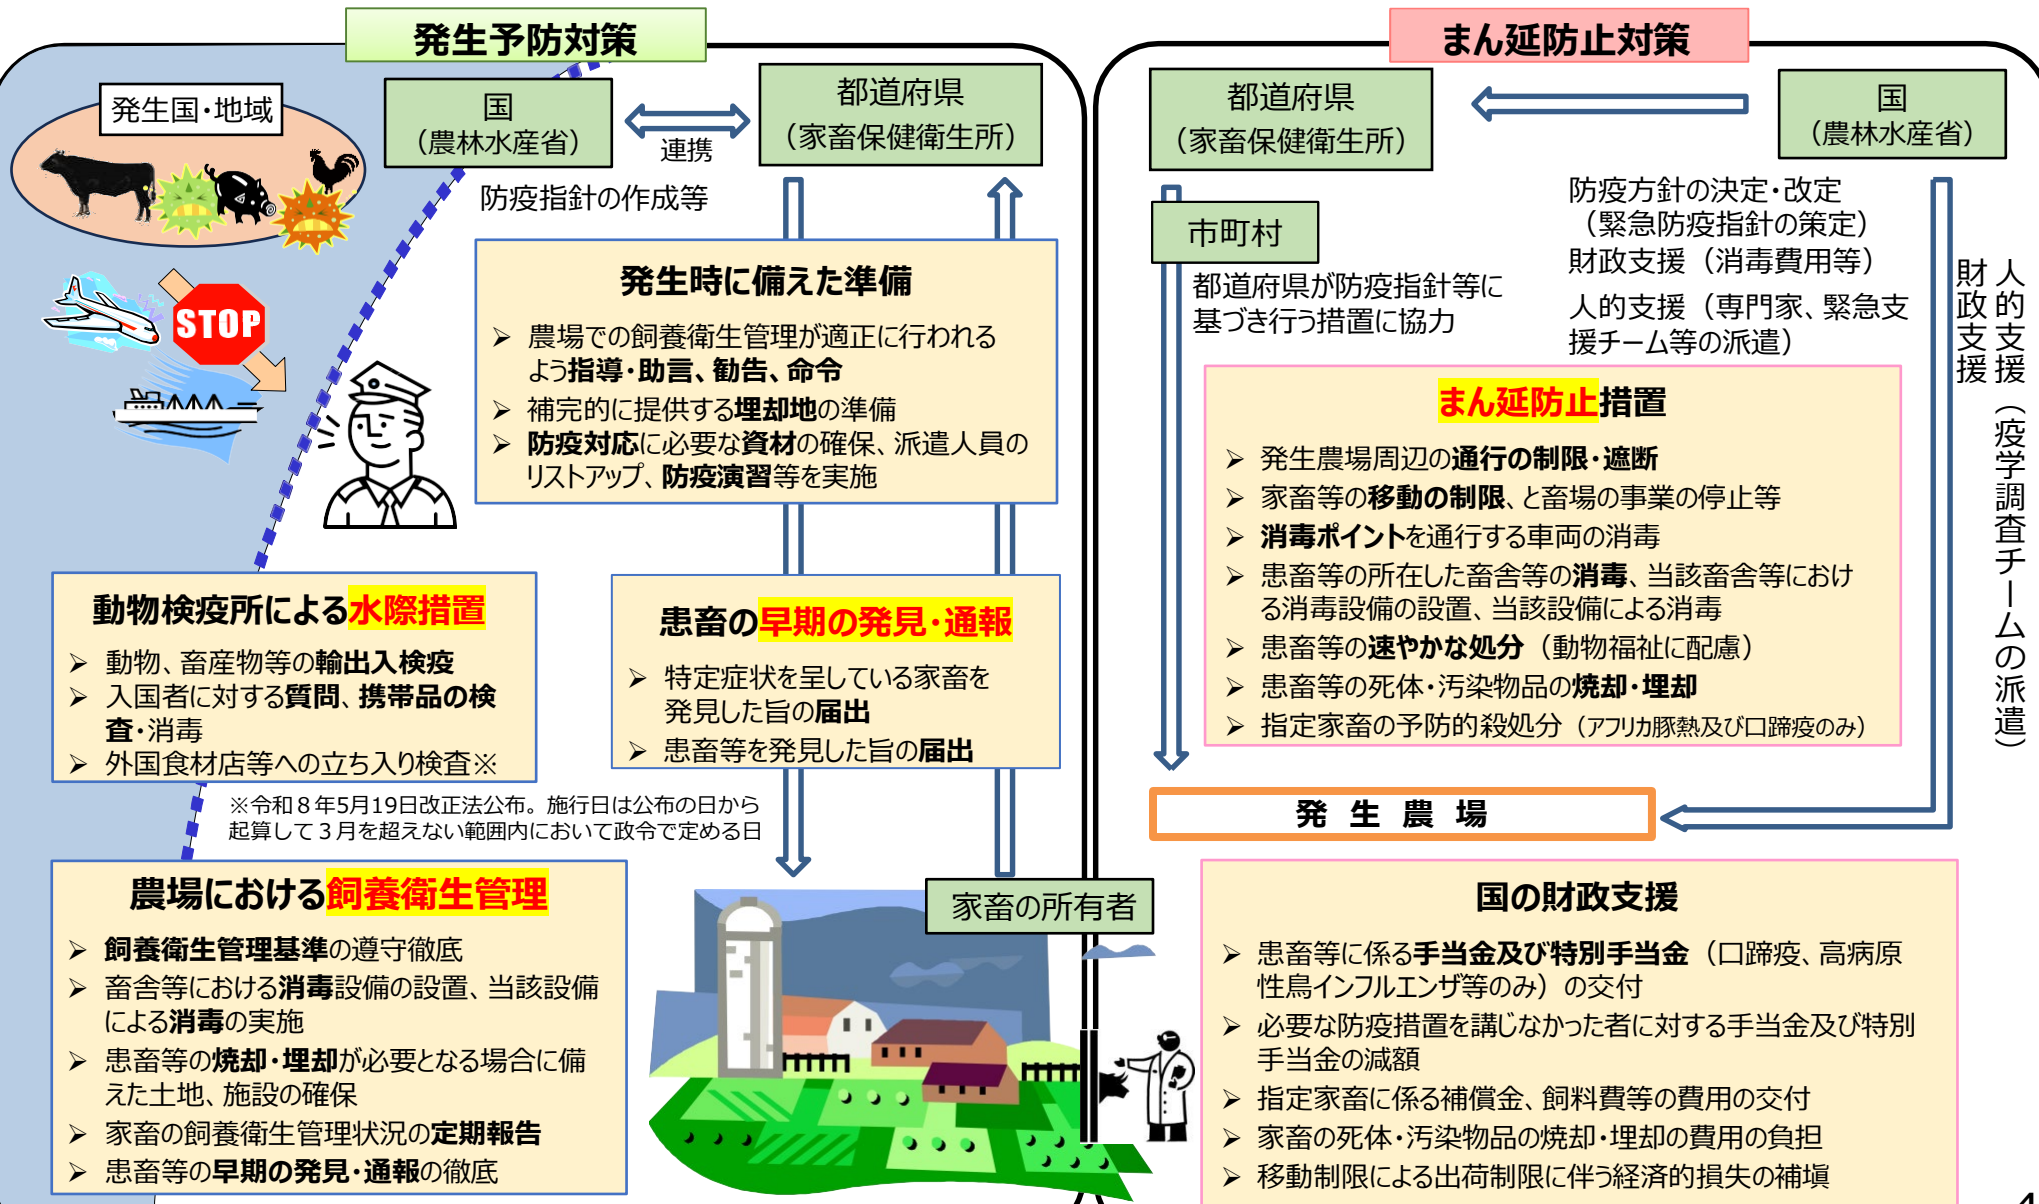 発生予防対策
発生国・地域
国
（農林水産省）
連携
都道府県
（家畜保健衛生所）
防疫指針の作成等
STOP
発生時に備えた準備
➢ 農場での飼養衛生管理が適正に行われる
よう指導・助言、勧告、命令
➢ 補完的に提供する埋却地の準備
➢ 防疫対応に必要な資材の確保、派遣人員の
リストアップ、防疫演習等を実施
動物検疫所による水際措置
➢ 動物、畜産物等の輸出入検疫
➢ 入国者に対する質問、携帯品の検
査・消毒
➢ 外国食材店等への立ち入り検査※
患畜の早期の発見・通報
➢ 特定症状を呈している家畜を
発見した旨の届出
➢ 患畜等を発見した旨の届出
※令和８年5月19日改正法公布。施行日は公布の日から
起算して３月を超えない範囲内において政令で定める日
農場における飼養衛生管理
➢ 飼養衛生管理基準の遵守徹底
➢ 畜舎等における消毒設備の設置、当該設備
による消毒の実施
➢ 患畜等の焼却・埋却が必要となる場合に備
えた土地、施設の確保
➢ 家畜の飼養衛生管理状況の定期報告
➢ 患畜等の早期の発見・通報の徹底
家畜の所有者
まん延防止対策
都道府県
（家畜保健衛生所）
国
（農林水産省）
市町村
都道府県が防疫指針等に
基づき行う措置に協力
防疫方針の決定・改定
（緊急防疫指針の策定）
財政支援（消毒費用等）
人的支援（専門家、緊急支
援チーム等の派遣）
人的支援（疫学調査チームの派遣）
財政支援
まん延防止措置
➢ 発生農場周辺の通行の制限・遮断
➢ 家畜等の移動の制限、と畜場の事業の停止等
➢ 消毒ポイントを通行する車両の消毒
➢ 患畜等の所在した畜舎等の消毒、当該畜舎等におけ
る消毒設備の設置、当該設備による消毒
➢ 患畜等の速やかな処分（動物福祉に配慮）
➢ 患畜等の死体・汚染物品の焼却・埋却
➢ 指定家畜の予防的殺処分（アフリカ豚熱及び口蹄疫のみ）
発生農場
国の財政支援
➢ 患畜等に係る手当金及び特別手当金（口蹄疫、高病原
性鳥インフルエンザ等のみ）の交付
➢ 必要な防疫措置を講じなかった者に対する手当金及び特別
手当金の減額
➢ 指定家畜に係る補償金、飼料費等の費用の交付
➢ 家畜の死体・汚染物品の焼却・埋却の費用の負担
➢ 移動制限による出荷制限に伴う経済的損失の補塡